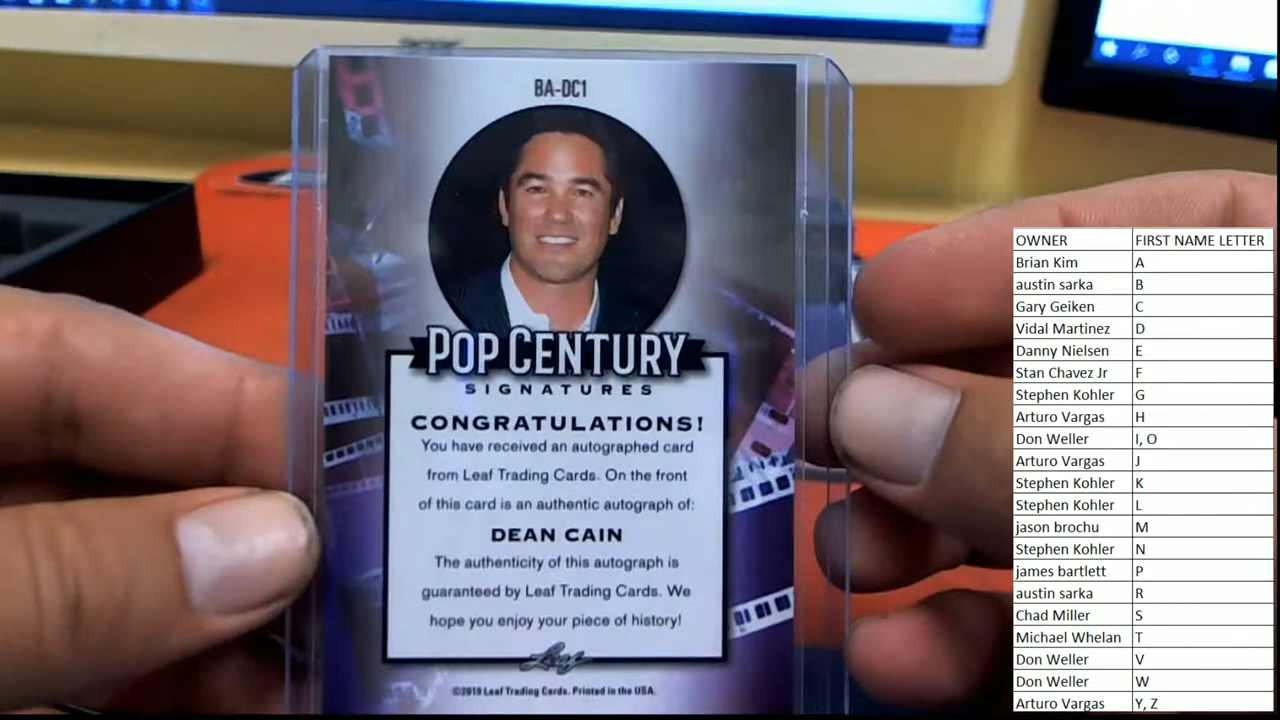 BA-DC1
POP CENTURY
SIGNATURES
CONGRATULATIONS!
You have received an autographed card
from Leaf Trading Cards. On the front
of this card is an authentic autograph of:
DEAN CAIN
The authenticity of this autograph is
guaranteed by Leaf Trading Cards. We
hope you enjoy your piece of history!
Leaf
©2019 Leaf Trading Cards. Printed in the USA.
OWNER FIRST NAME LETTER
Brian Kim A
austin sarka B
Gary Geiken C
Vidal Martinez D
Danny Nielsen E
Stan Chavez Jr F
Stephen Kohler G
Arturo Vargas H
Don Weller I, O
Arturo Vargas J
Stephen Kohler K
Stephen Kohler L
jason brochu M
Stephen Kohler N
james bartlett P
austin sarka R
Chad Miller S
Michael Whelan T
Don Weller V
Don Weller W
Arturo Vargas Y, Z